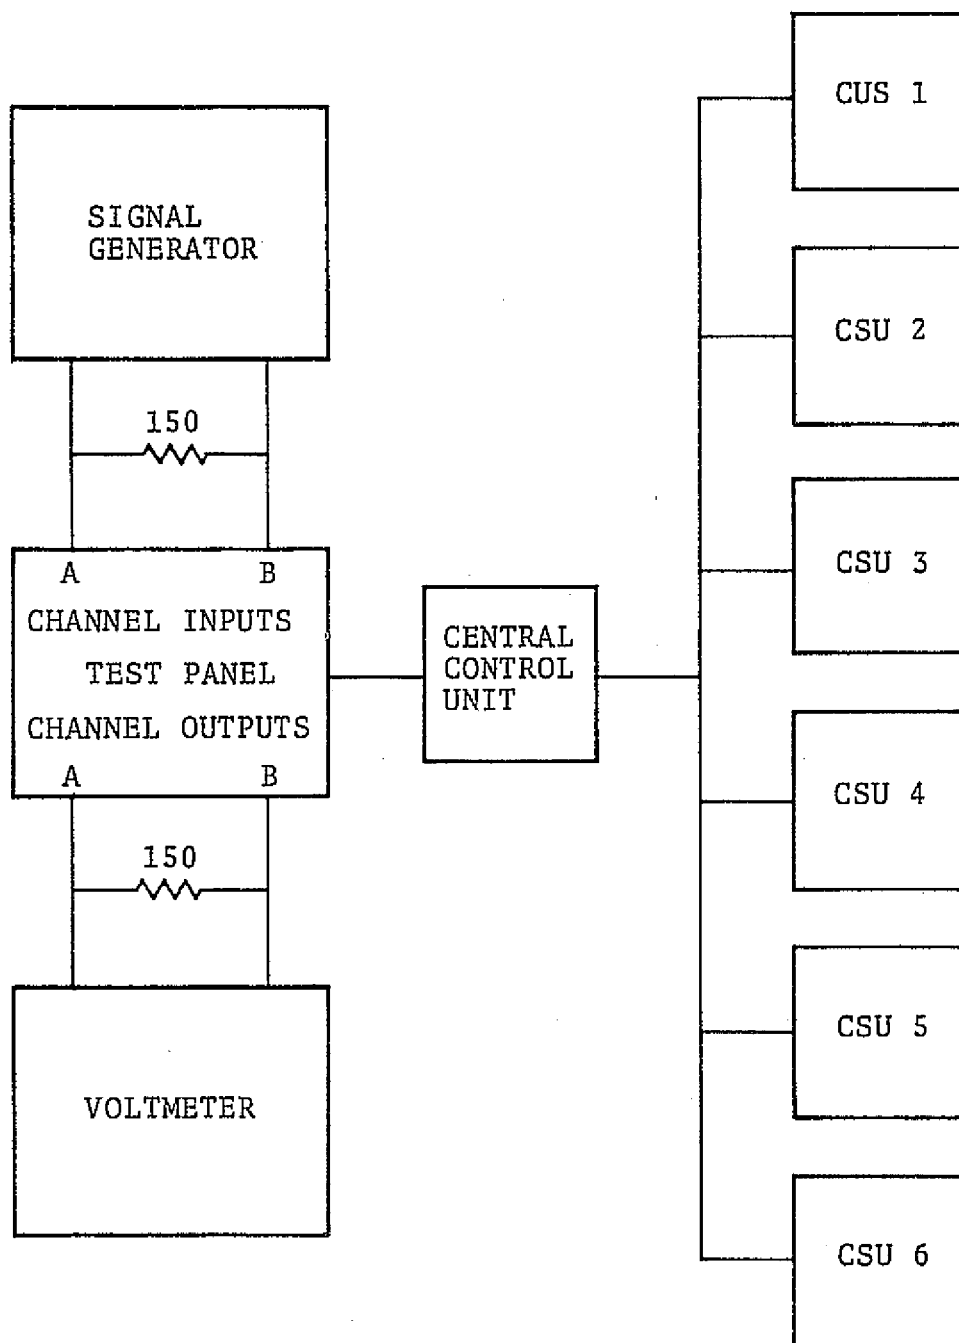 SIGNAL
GENERATOR
150
A B
CHANNEL INPUTS
TEST PANEL
CHANNEL OUTPUTS
A B
150
VOLTMETER
CENTRAL
CONTROL
UNIT
CUS 1
CSU 2
CSU 3
CSU 4
CSU 5
CSU 6